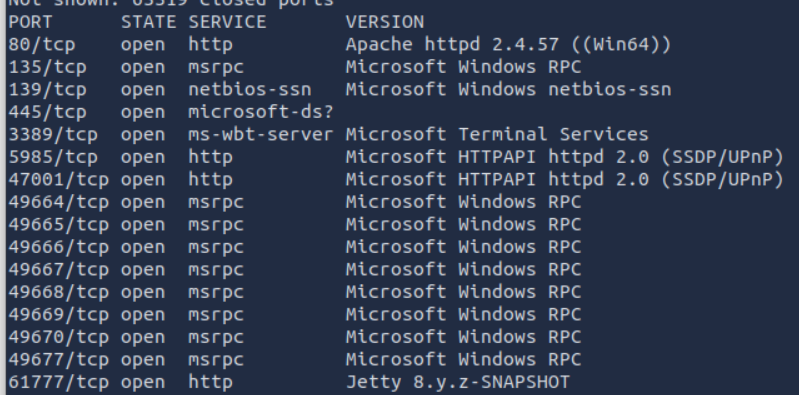 Not shown: 65519 closed ports
PORT      STATE SERVICE       VERSION
80/tcp    open  http          Apache httpd 2.4.57 ((Win64))
135/tcp   open  msrpc         Microsoft Windows RPC
139/tcp   open  netbios-ssn   Microsoft Windows netbios-ssn
445/tcp   open  microsoft-ds?
3389/tcp  open  ms-wbt-server Microsoft Terminal Services
5985/tcp  open  http          Microsoft HTTPAPI httpd 2.0 (SSDP/UPnP)
47001/tcp open  http          Microsoft HTTPAPI httpd 2.0 (SSDP/UPnP)
49664/tcp open  msrpc         Microsoft Windows RPC
49665/tcp open  msrpc         Microsoft Windows RPC
49666/tcp open  msrpc         Microsoft Windows RPC
49667/tcp open  msrpc         Microsoft Windows RPC
49668/tcp open  msrpc         Microsoft Windows RPC
49669/tcp open  msrpc         Microsoft Windows RPC
49670/tcp open  msrpc         Microsoft Windows RPC
49677/tcp open  msrpc         Microsoft Windows RPC
61777/tcp open  http          Jetty 8.y.z-SNAPSHOT